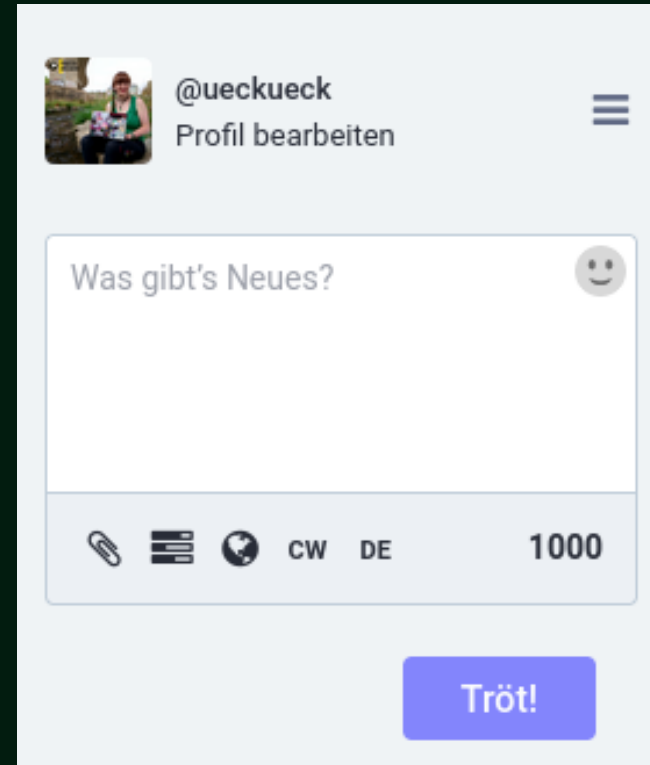 @ueckueck
Profil bearbeiten
Was gibt's Neues?
CW DE 1000
Tröt!